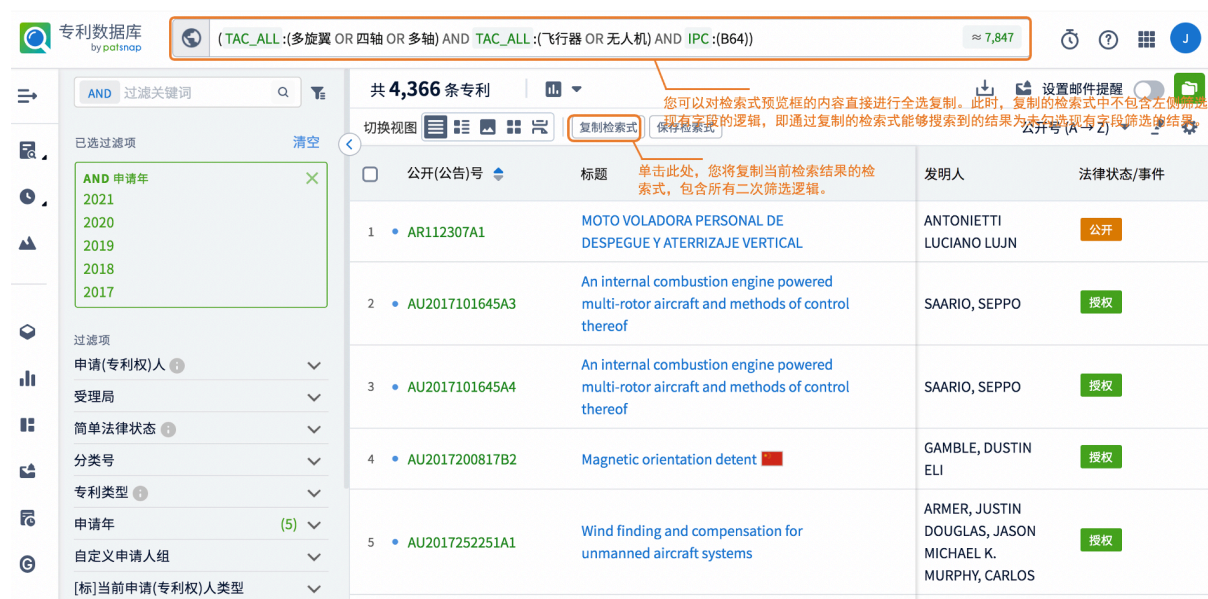 专利数据库
by patsnap
( TAC_ALL :(多旋翼 OR 四轴 OR 多轴) AND TAC_ALL :(飞行器 OR 无人机) AND IPC :(B64))
≈ 7,847
J
AND 过滤关键词
共 4,366 条专利
设置邮件提醒
您可以对检索式预览框的内容直接进行全选复制。此时，复制的检索式中不包含左侧筛选
现有字段的逻辑，即通过复制的检索式能够搜索到的结果为未勾选现有字段筛选的结果。
切换视图
复制检索式
保存检索式
公开号 (A → Z)
已选过滤项
清空
单击此处，您将复制当前检索结果的检
索式，包含所有二次筛选逻辑。
公开(公告)号
标题
发明人
法律状态/事件
AND 申请年
2021
2020
2019
2018
2017
过滤项
申请(专利权)人
受理局
简单法律状态
分类号
专利类型
申请年 (5)
自定义申请人组
[标]当前申请(专利权)人类型
1 AR112307A1
MOTO VOLADORA PERSONAL DE
DESPEGUE Y ATERRIZAJE VERTICAL
ANTONIETTI
LUCIANO LUJN
公开
2 AU2017101645A3
An internal combustion engine powered
multi-rotor aircraft and methods of control
thereof
SAARIO, SEPPO
授权
3 AU2017101645A4
An internal combustion engine powered
multi-rotor aircraft and methods of control
thereof
SAARIO, SEPPO
授权
4 AU2017200817B2
Magnetic orientation detent
GAMBLE, DUSTIN
ELI
授权
5 AU2017252251A1
Wind finding and compensation for
unmanned aircraft systems
ARMER, JUSTIN
DOUGLAS, JASON
MICHAEL K.
MURPHY, CARLOS
授权
G